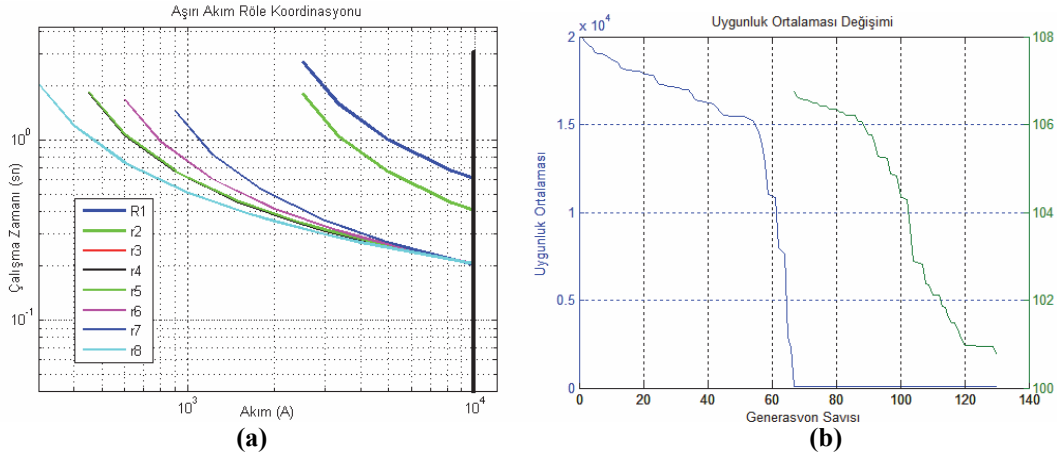 Aşırı Akım Röle Koordinasyonu
Çalışma Zamanı (sn)
10^0
10^-1
R1
r2
r3
r4
r5
r6
r7
r8
10^3
10^4
Akım (A)
(a)
Uygunluk Ortalaması Değişimi
x 10^4
Uygunluk Ortalaması
2
1.5
1
0.5
0
108
106
104
102
100
0 20 40 60 80 100 120 140
Generasyon Sayısı
(b)